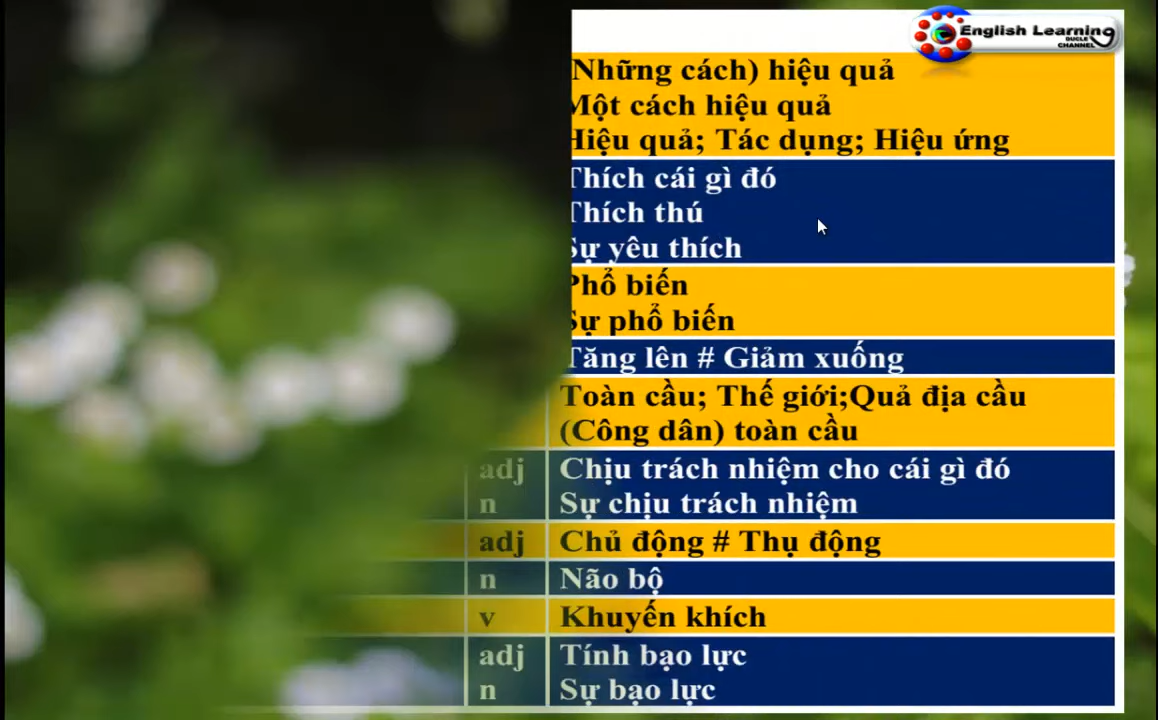 English Learning
DUCLE
CHANNEL
Những cách) hiệu quả
Một cách hiệu quả
Hiệu quả; Tác dụng; Hiệu ứng
Thích cái gì đó
Thích thú
Sự yêu thích
Phổ biến
Sự phổ biến
Tăng lên # Giảm xuống
Toàn cầu; Thế giới;Quả địa cầu
(Công dân) toàn cầu
adj Chịu trách nhiệm cho cái gì đó
n Sự chịu trách nhiệm
adj Chủ động # Thụ động
n Não bộ
v Khuyến khích
adj Tính bạo lực
n Sự bạo lực